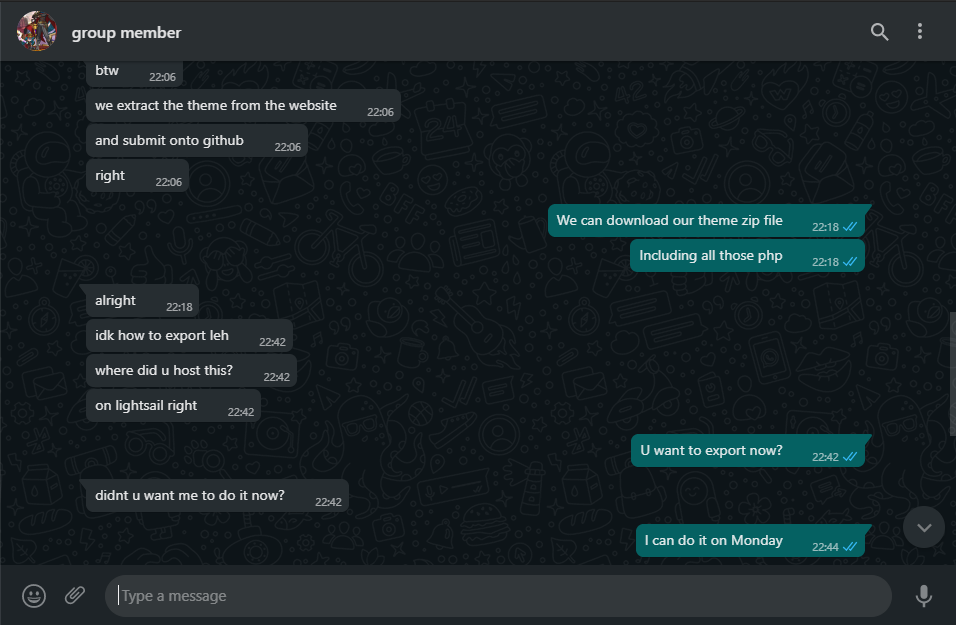 group member
btw 22:06
we extract the theme from the website 22:06
and submit onto github 22:06
right 22:06
We can download our theme zip file 22:18
Including all those php 22:18
alright 22:18
idk how to export leh 22:42
where did u host this? 22:42
on lightsail right 22:42
U want to export now? 22:42
didnt u want me to do it now? 22:42
I can do it on Monday 22:44
Type a message